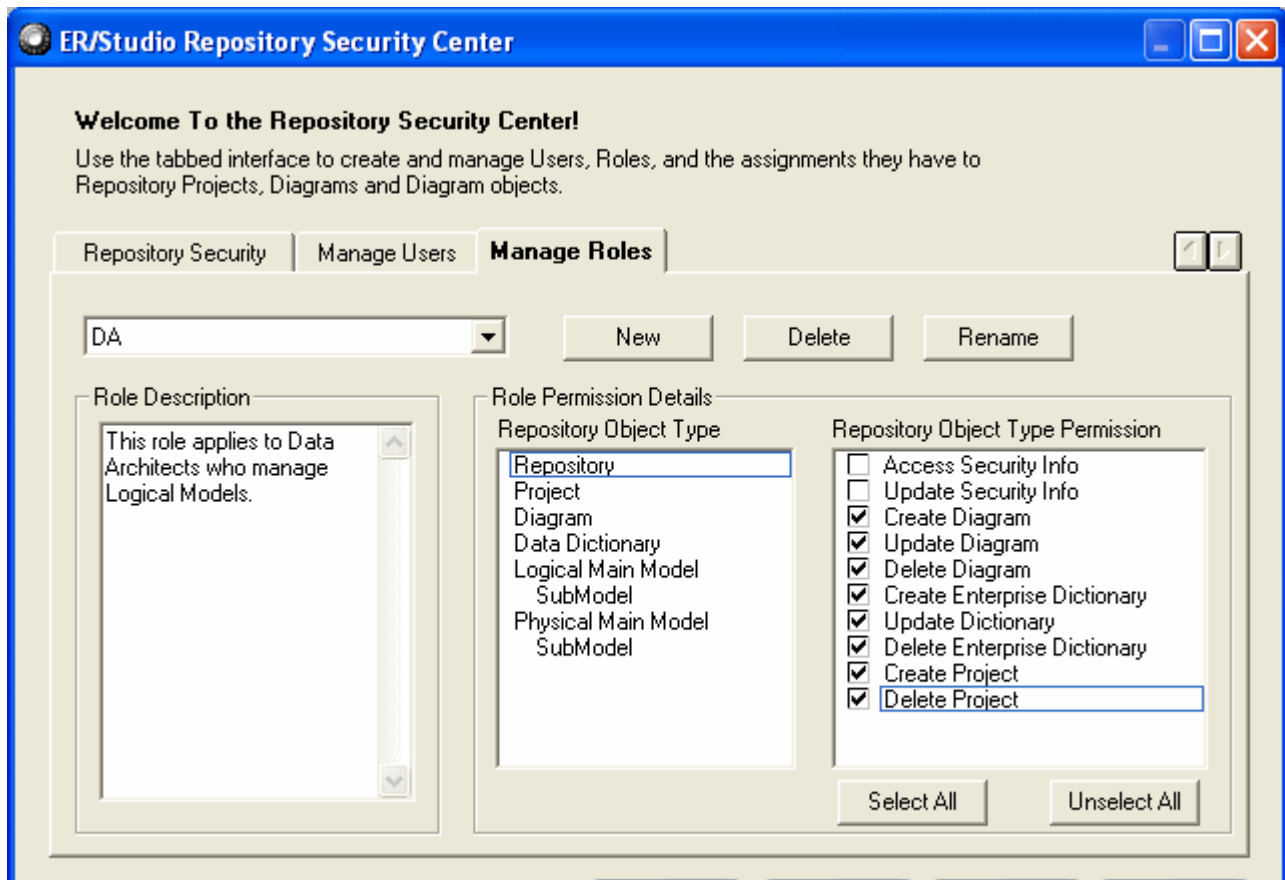 ER/Studio Repository Security Center
Welcome To the Repository Security Center!
Use the tabbed interface to create and manage Users, Roles, and the assignments they have to
Repository Projects, Diagrams and Diagram objects.
Repository Security
Manage Users
Manage Roles
DA
New
Delete
Rename
Role Description
This role applies to Data
Architects who manage
Logical Models.
Role Permission Details
Repository Object Type
Repository
Project
Diagram
Data Dictionary
Logical Main Model
SubModel
Physical Main Model
SubModel
Repository Object Type Permission
Access Security Info
Update Security Info
Create Diagram
Update Diagram
Delete Diagram
Create Enterprise Dictionary
Update Dictionary
Delete Enterprise Dictionary
Create Project
Delete Project
Select All
Unselect All